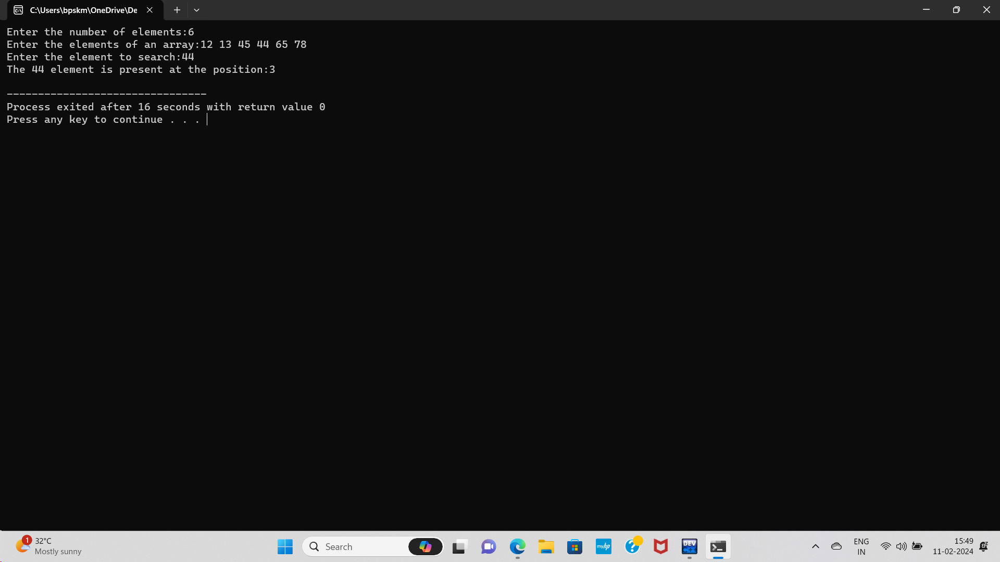 C:\Users\bpskm\OneDrive\De
Enter the number of elements:6
Enter the elements of an array:12 13 45 44 65 78
Enter the element to search:44
The 44 element is present at the position:3
--------------------------------
Process exited after 16 seconds with return value 0
Press any key to continue . . .
1
32°C
Mostly sunny
Search
myhp
DEV
C++
ENG
IN
15:49
11-02-2024